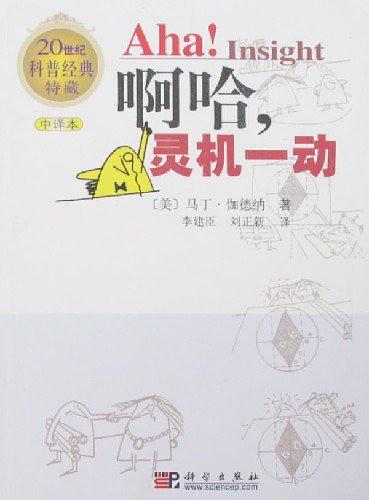 20世纪
科普经典
特藏
中译本
Aha! Insight
啊哈,
灵机一动
〔美〕马丁·伽德纳 著
李建臣 刘正新 译
科学出版社
www.sciencep.com